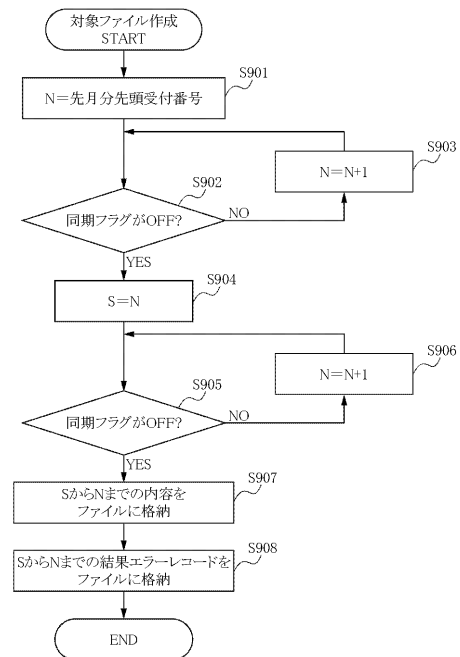 対象ファイル作成
START
S901
N＝先月分先頭受付番号
S903
N＝N+1
S902
同期フラグがOFF?
NO
YES
S904
S＝N
S906
N＝N+1
S905
同期フラグがOFF?
NO
YES
S907
SからNまでの内容を
ファイルに格納
S908
SからNまでの結果エラーレコードを
ファイルに格納
END